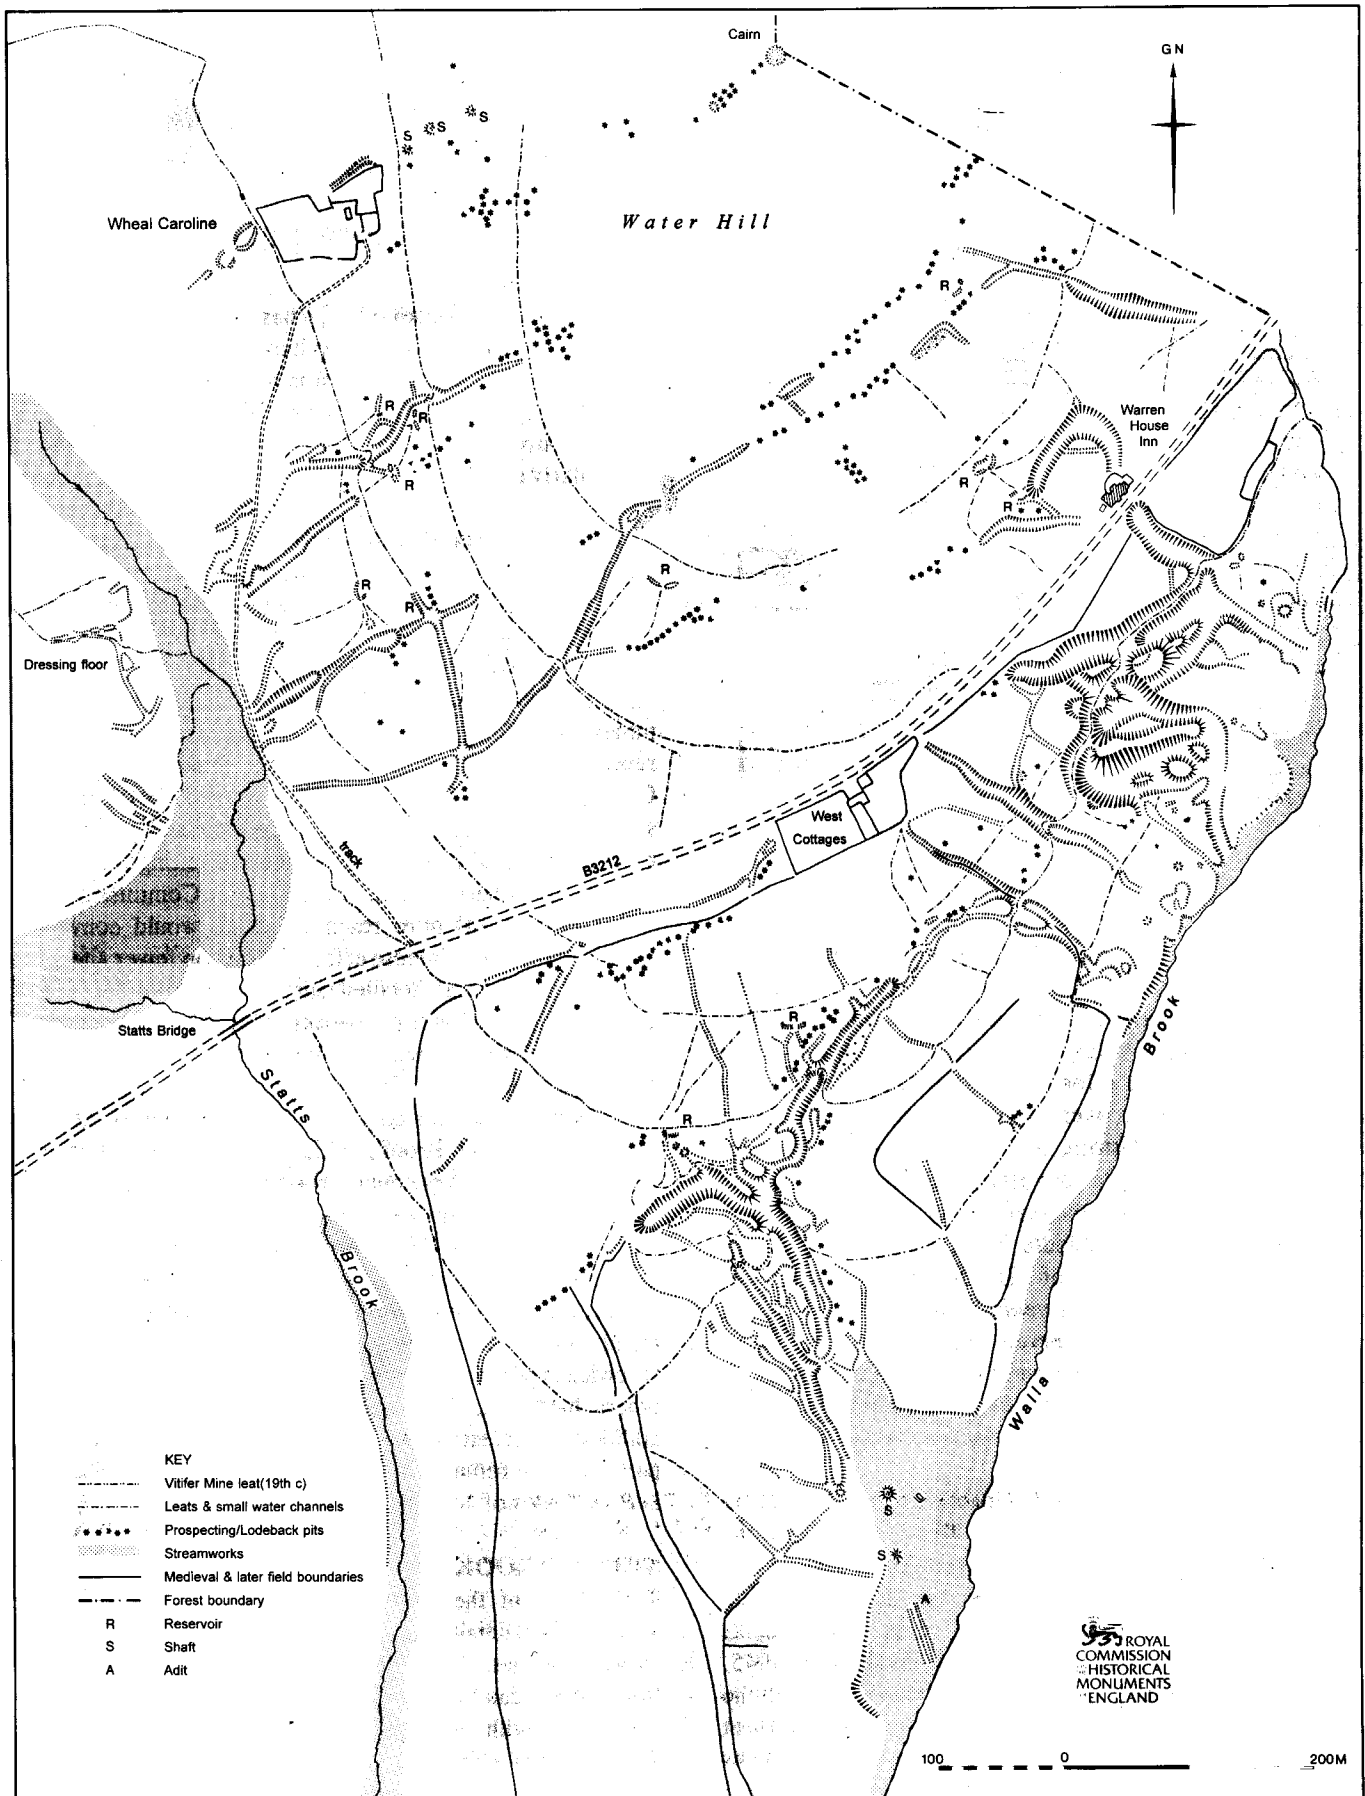 Cairn
GN
S
S
S
Wheal Caroline
Water Hill
R
R
R
R
Warren
House
Inn
R
R
R
R
R
Dressing floor
West
Cottages
track
B3212
Statts Bridge
R
Brook
Statts
R
Brook
Walla
S
S
A
KEY
Vitifer Mine leat(19th c)
Leats & small water channels
Prospecting/Lodeback pits
Streamworks
Medieval & later field boundaries
Forest boundary
R Reservoir
S Shaft
A Adit
ROYAL
COMMISSION
HISTORICAL
MONUMENTS
ENGLAND
100 0 200M